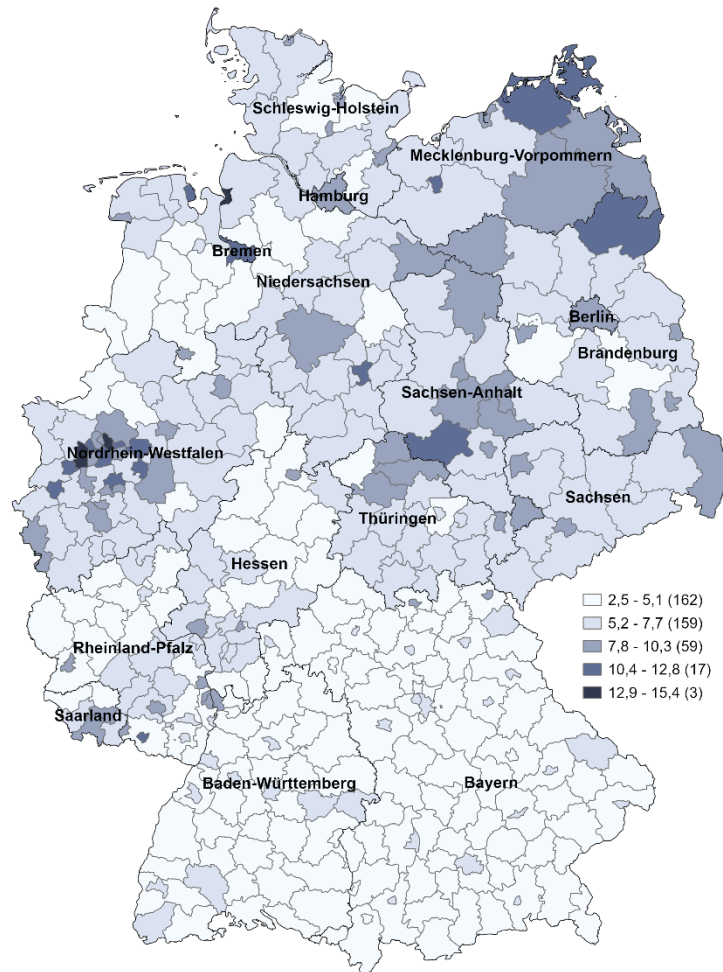 Schleswig-Holstein
Mecklenburg-Vorpommern
Hamburg
Bremen
Niedersachsen
Berlin
Brandenburg
Sachsen-Anhalt
Nordrhein-Westfalen
Sachsen
Thüringen
Hessen
2,5 - 5,1 (162)
5,2 - 7,7 (159)
7,8 - 10,3 (59)
10,4 - 12,8 (17)
12,9 - 15,4 (3)
Rheinland-Pfalz
Saarland
Baden-Württemberg
Bayern